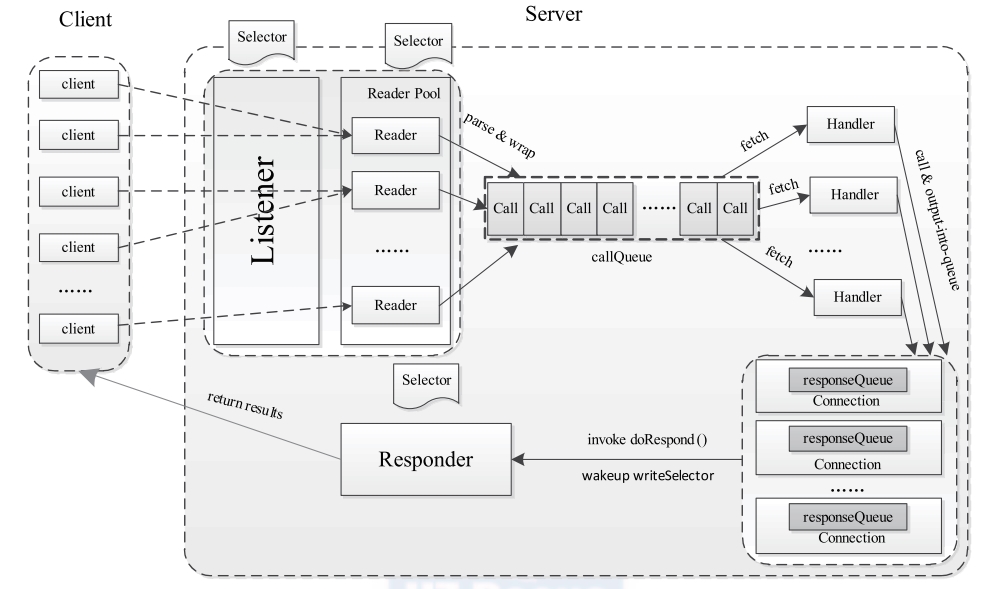 Client
Server
Selector
Selector
client
client
client
client
......
client
Listener
Reader Pool
Reader
Reader
......
Reader
parse & wrap
Call
Call
Call
Call
......
Call
Call
callQueue
fetch
fetch
fetch
Handler
Handler
......
Handler
call & output-into-queue
responseQueue
Connection
responseQueue
Connection
......
responseQueue
Connection
invoke doRespond()
wakeup writeSelector
Selector
Responder
return results